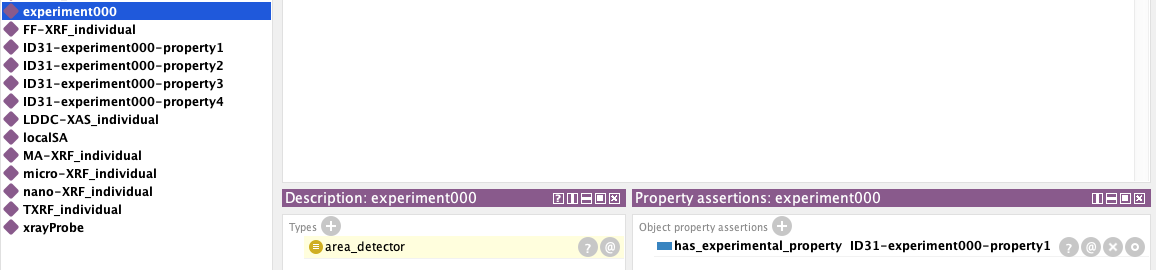 experiment000
FF-XRF_individual
ID31-experiment000-property1
ID31-experiment000-property2
ID31-experiment000-property3
ID31-experiment000-property4
LDDC-XAS_individual
localSA
MA-XRF_individual
micro-XRF_individual
nano-XRF_individual
TXRF_individual
xrayProbe
Description: experiment000
Types
area_detector
Property assertions: experiment000
Object property assertions
has_experimental_property ID31-experiment000-property1